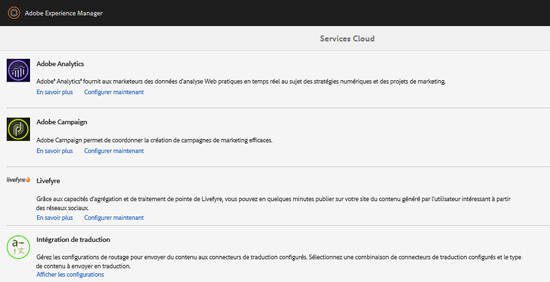 Adobe Experience Manager
Services Cloud
Adobe Analytics
Adobe® Analytics® fournit aux marketeurs des données d'analyse Web pratiques en temps réel au sujet des stratégies numériques et des projets de marketing.
En savoir plus Configurer maintenant
Adobe Campaign
Adobe Campaign permet de coordonner la création de campagnes de marketing efficaces.
En savoir plus Configurer maintenant
livefyre Livefyre
Grâce aux capacités d'agrégation et de traitement de pointe de Livefyre, vous pouvez en quelques minutes publier sur votre site du contenu généré par l'utilisateur intéressant à partir
des réseaux sociaux.
En savoir plus Configurer maintenant
Intégration de traduction
Gérez les configurations de routage pour envoyer du contenu aux connecteurs de traduction configurés. Sélectionnez une combinaison de connecteurs de traduction configurés et le type
de contenu à envoyer en traduction.
Afficher les configurations